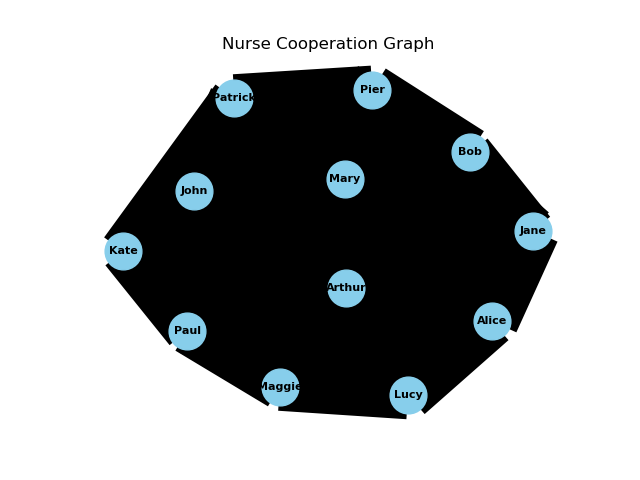 Nurse Cooperation Graph
Pier
Patrick
Bob
Mary
John
Jane
Kate
Arthur
Alice
Paul
Maggie
Lucy